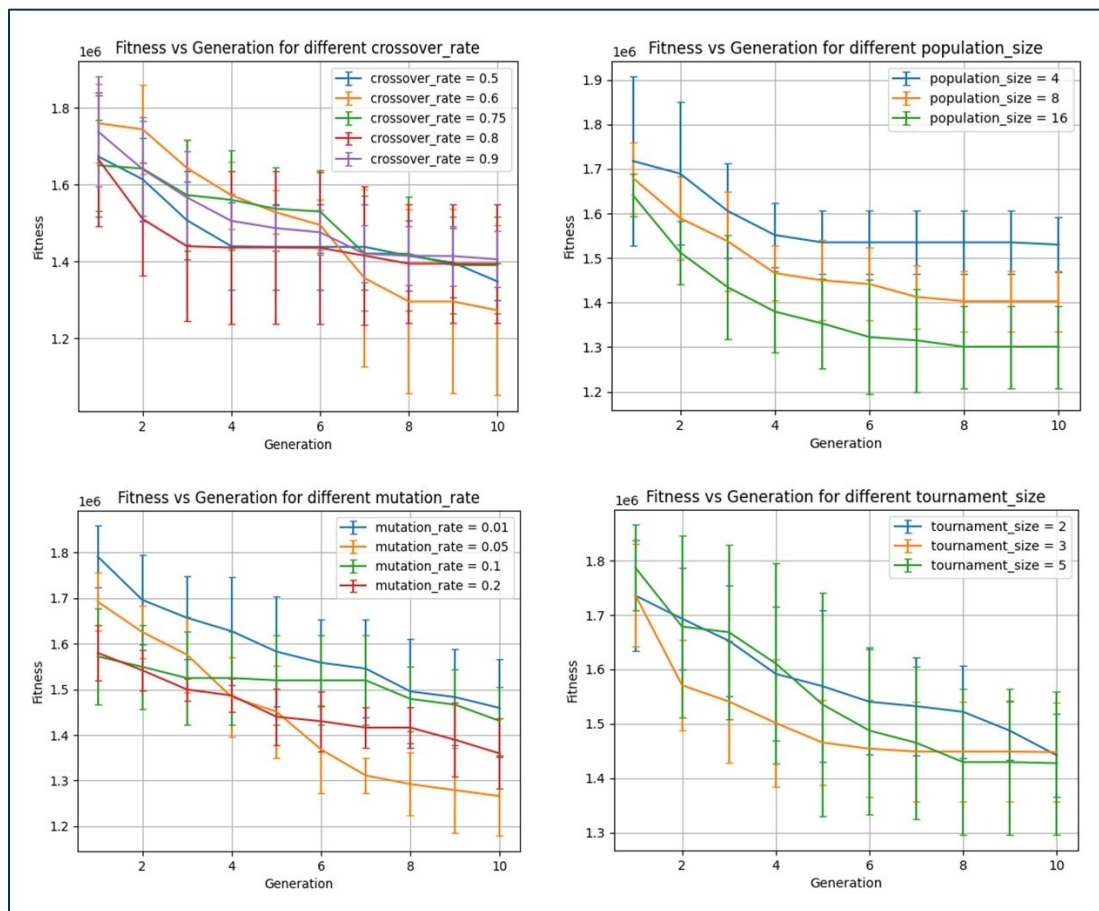 Fitness vs Generation for different crossover_rate
1e6
crossover_rate = 0.5
crossover_rate = 0.6
crossover_rate = 0.75
crossover_rate = 0.8
crossover_rate = 0.9
1.8
1.6
1.4
1.2
Fitness
2 4 6 8 10
Generation
Fitness vs Generation for different population_size
1e6
population_size = 4
population_size = 8
population_size = 16
1.9
1.8
1.7
1.6
1.5
1.4
1.3
1.2
Fitness
2 4 6 8 10
Generation
Fitness vs Generation for different mutation_rate
1e6
mutation_rate = 0.01
mutation_rate = 0.05
mutation_rate = 0.1
mutation_rate = 0.2
1.8
1.7
1.6
1.5
1.4
1.3
1.2
Fitness
2 4 6 8 10
Generation
Fitness vs Generation for different tournament_size
1e6
tournament_size = 2
tournament_size = 3
tournament_size = 5
1.8
1.7
1.6
1.5
1.4
1.3
Fitness
2 4 6 8 10
Generation